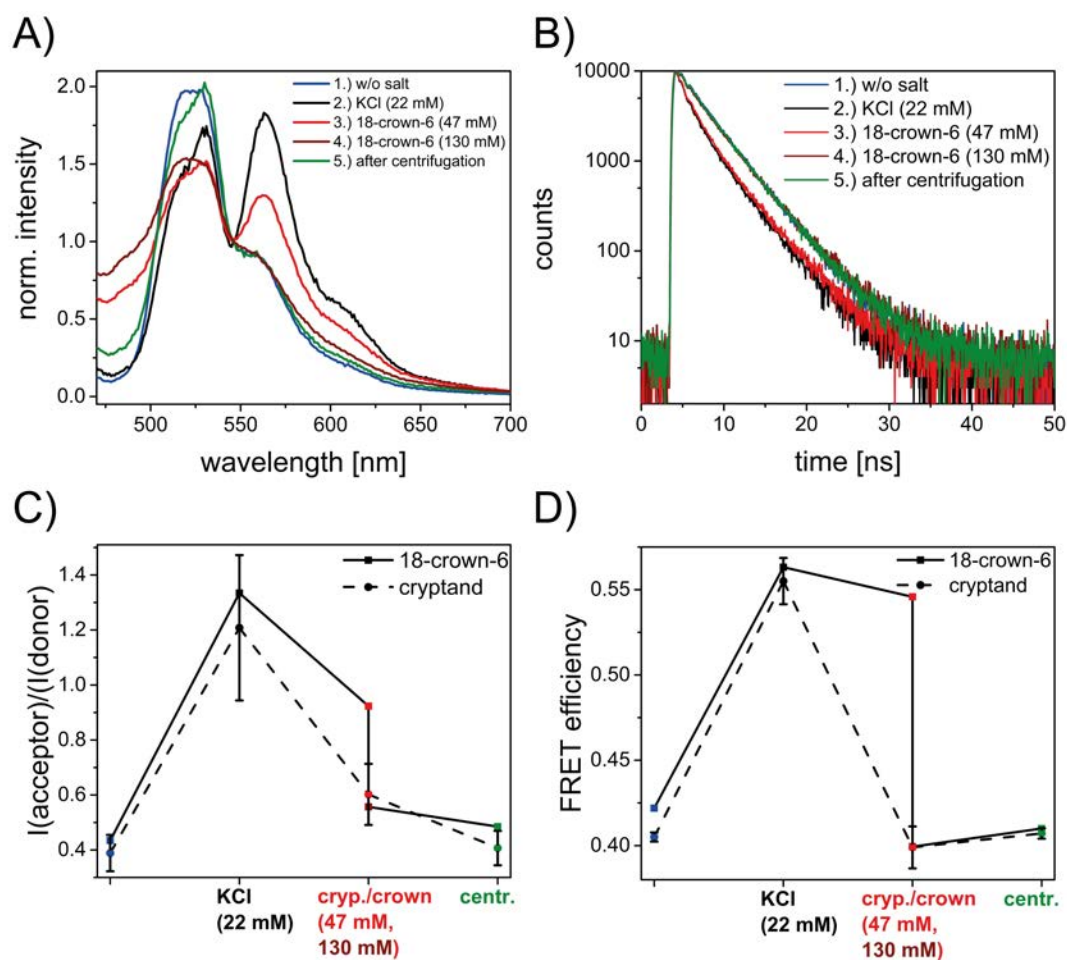 A)
norm. intensity
2.0
1.5
1.0
0.5
0.0
1.) w/o salt
2.) KCl (22 mM)
3.) 18-crown-6 (47 mM)
4.) 18-crown-6 (130 mM)
5.) after centrifugation
500 550 600 650 700
wavelength [nm]
B)
counts
10000
1000
100
10
1.) w/o salt
2.) KCl (22 mM)
3.) 18-crown-6 (47 mM)
4.) 18-crown-6 (130 mM)
5.) after centrifugation
0 10 20 30 40 50
time [ns]
C)
I(acceptor)/(I(donor)
1.4
1.2
1.0
0.8
0.6
0.4
18-crown-6
cryptand
KCl
(22 mM)
cryp./crown
(47 mM,
130 mM)
centr.
D)
FRET efficiency
0.55
0.50
0.45
0.40
18-crown-6
cryptand
KCl
(22 mM)
cryp./crown
(47 mM,
130 mM)
centr.